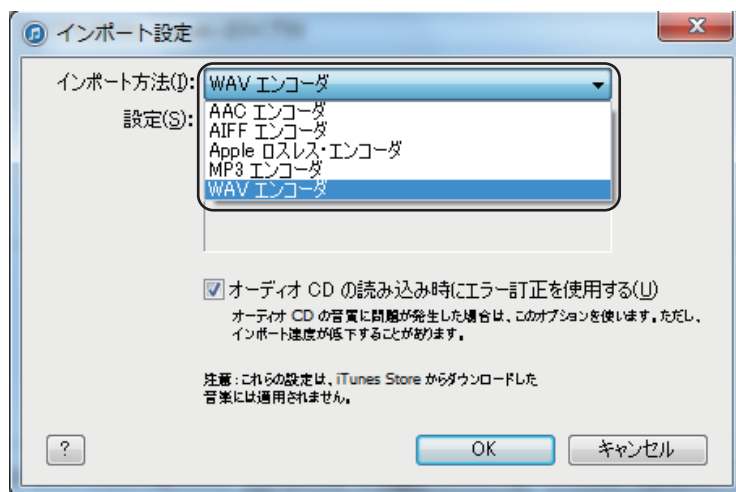 インポート設定
インポート方法(I): WAV エンコーダ
設定(S):
AAC エンコーダ
AIFF エンコーダ
Apple ロスレス・エンコーダ
MP3 エンコーダ
WAV エンコーダ
オーディオ CD の読み込み時にエラー訂正を使用する(U)
オーディオ CD の音質に問題が発生した場合は、このオプションを使います。ただし、
インポート速度が低下することがあります。
注意：これらの設定は、iTunes Store からダウンロードした
音楽には適用されません。
?
OK
キャンセル